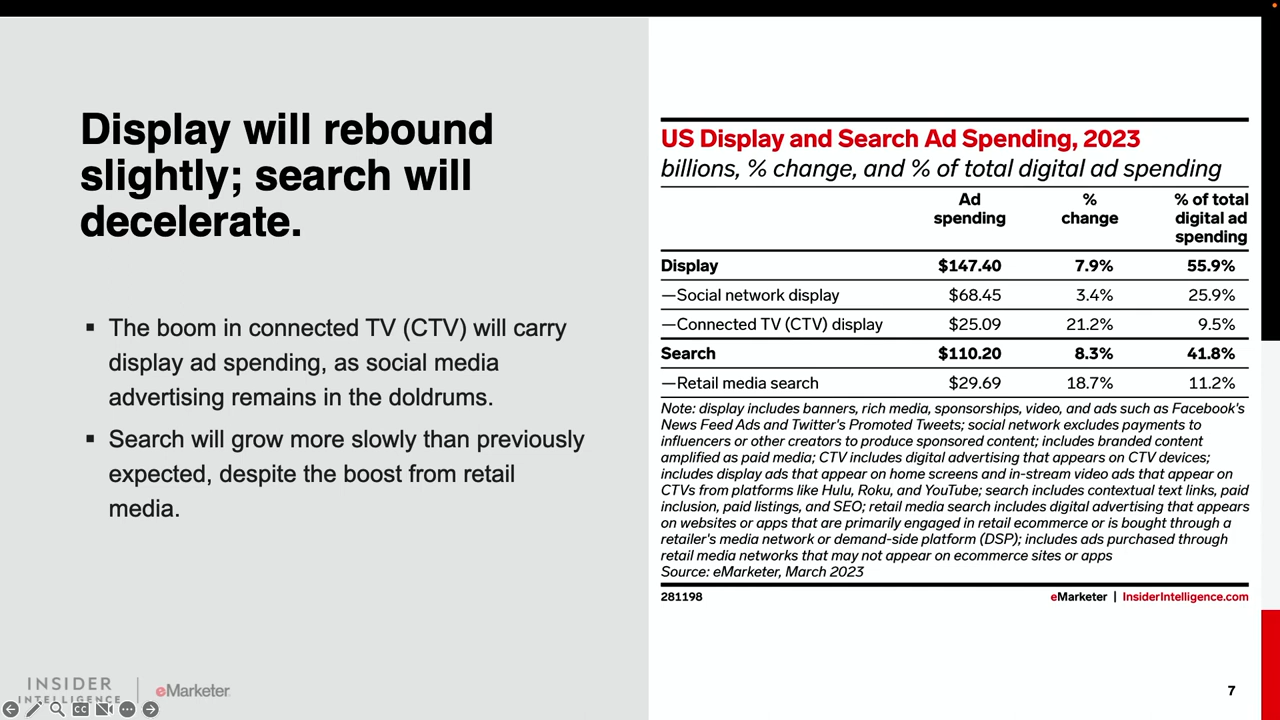 Display will rebound
slightly; search will
decelerate.
▪ The boom in connected TV (CTV) will carry
display ad spending, as social media
advertising remains in the doldrums.
▪ Search will grow more slowly than previously
expected, despite the boost from retail
media.
US Display and Search Ad Spending, 2023
billions, % change, and % of total digital ad spending
Ad spending % change % of total digital ad spending
Display $147.40 7.9% 55.9%
—Social network display $68.45 3.4% 25.9%
—Connected TV (CTV) display $25.09 21.2% 9.5%
Search $110.20 8.3% 41.8%
—Retail media search $29.69 18.7% 11.2%
Note: display includes banners, rich media, sponsorships, video, and ads such as Facebook's
News Feed Ads and Twitter's Promoted Tweets; social network excludes payments to
influencers or other creators to produce sponsored content; includes branded content
amplified as paid media; CTV includes digital advertising that appears on CTV devices;
includes display ads that appear on home screens and in-stream video ads that appear on
CTVs from platforms like Hulu, Roku, and YouTube; search includes contextual text links, paid
inclusion, paid listings, and SEO; retail media search includes digital advertising that appears
on websites or apps that are primarily engaged in retail ecommerce or is bought through a
retailer's media network or demand-side platform (DSP); includes ads purchased through
retail media networks that may not appear on ecommerce sites or apps
Source: eMarketer, March 2023
281198 eMarketer | InsiderIntelligence.com
INSIDER
INTELLIGENCE | eMarketer
CC
7